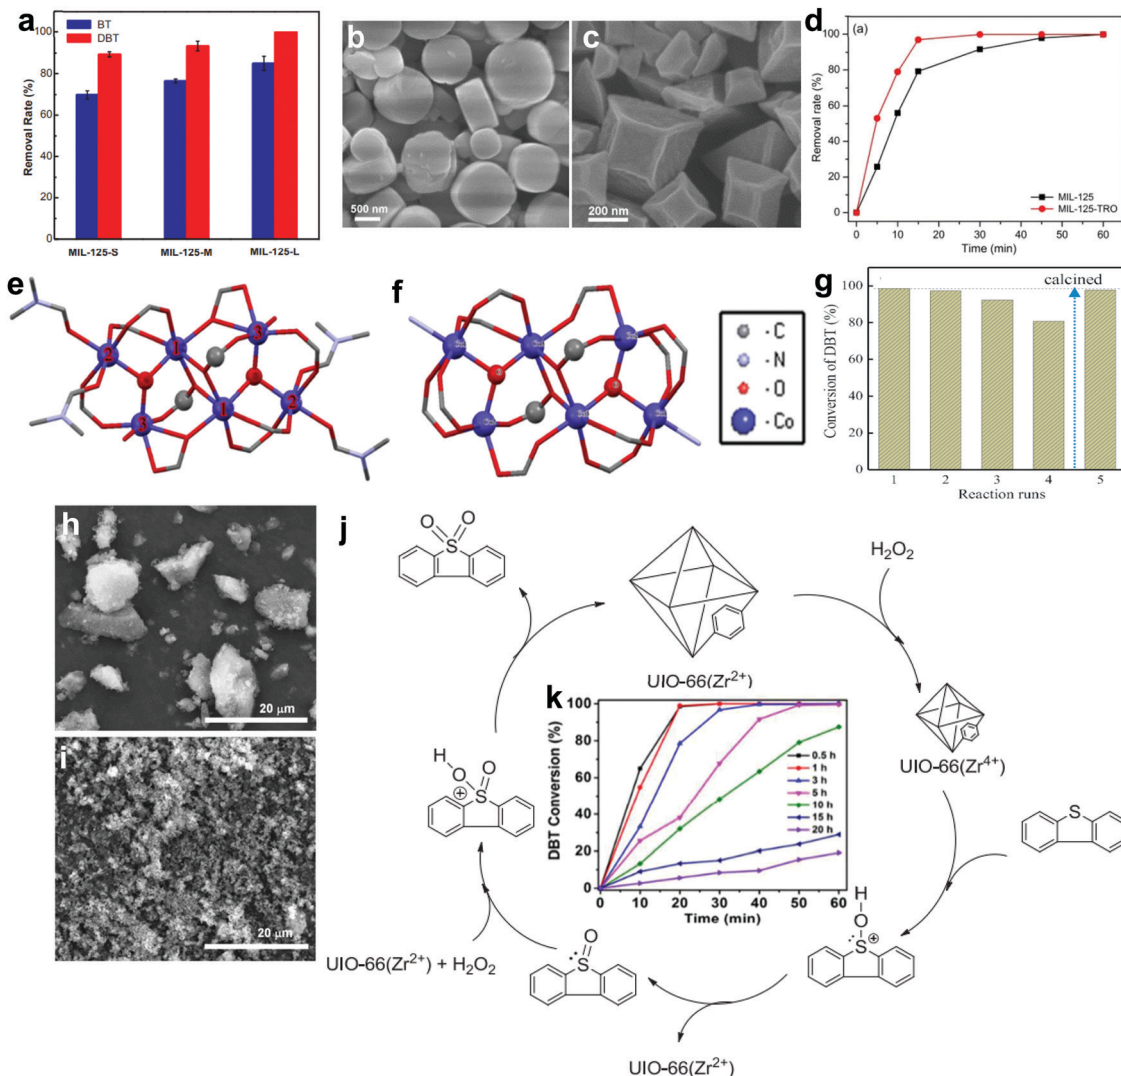 a
BT
DBT
100
80
60
40
20
0
Removal Rate (%)
MIL-125-S MIL-125-M MIL-125-L
b
500 nm
c
200 nm
d
(a)
100
80
60
40
20
0
Removal rate (%)
MIL-125
MIL-125-TRO
0 10 20 30 40 50 60
Time (min)
e
2 1 3
3 1 2
f
·C
·N
·O
·Co
g
calcined
100
80
60
40
20
0
Conversion of DBT (%)
1 2 3 4 5
Reaction runs
h
20 μm
i
20 μm
j
O O
S
UIO-66(Zr2+)
H2O2
UIO-66(Zr4+)
S
H
O
S
⊕
UIO-66(Zr2+)
O
S
UIO-66(Zr2+) + H2O2
H
O O
S
⊕
k
100
80
60
40
20
0
DBT Conversion (%)
0.5 h
1 h
3 h
5 h
10 h
15 h
20 h
0 10 20 30 40 50 60
Time (min)